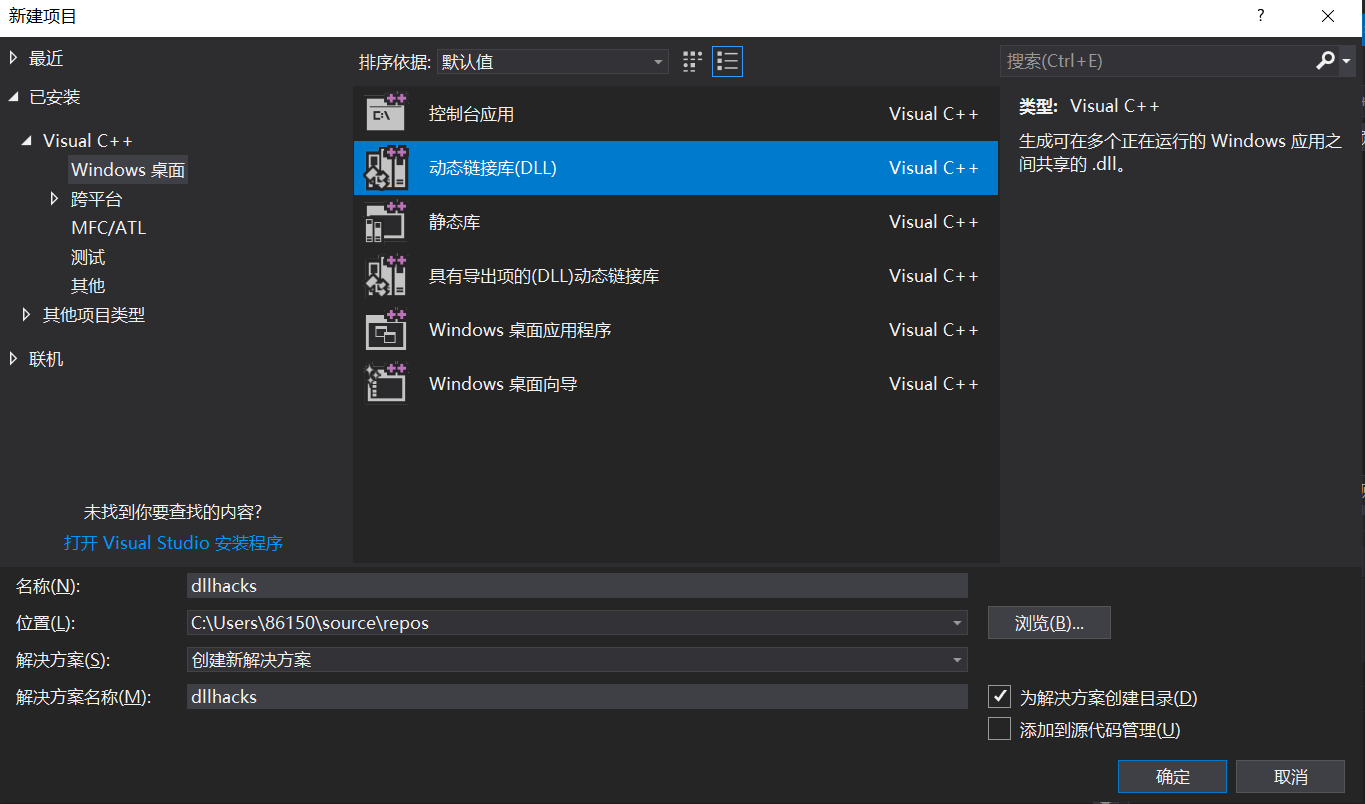 新建项目
?
最近
已安装
Visual C++
Windows 桌面
跨平台
MFC/ATL
测试
其他
其他项目类型
联机
未找到你要查找的内容?
打开 Visual Studio 安装程序
排序依据: 默认值
控制台应用 Visual C++
动态链接库(DLL) Visual C++
静态库 Visual C++
具有导出项的(DLL)动态链接库 Visual C++
Windows 桌面应用程序 Visual C++
Windows 桌面向导 Visual C++
搜索(Ctrl+E)
类型: Visual C++
生成可在多个正在运行的 Windows 应用之
间共享的 .dll。
名称(N): dllhacks
位置(L): C:\Users\86150\source\repos 浏览(B)...
解决方案(S): 创建新解决方案
解决方案名称(M): dllhacks
为解决方案创建目录(D)
添加到源代码管理(U)
确定 取消